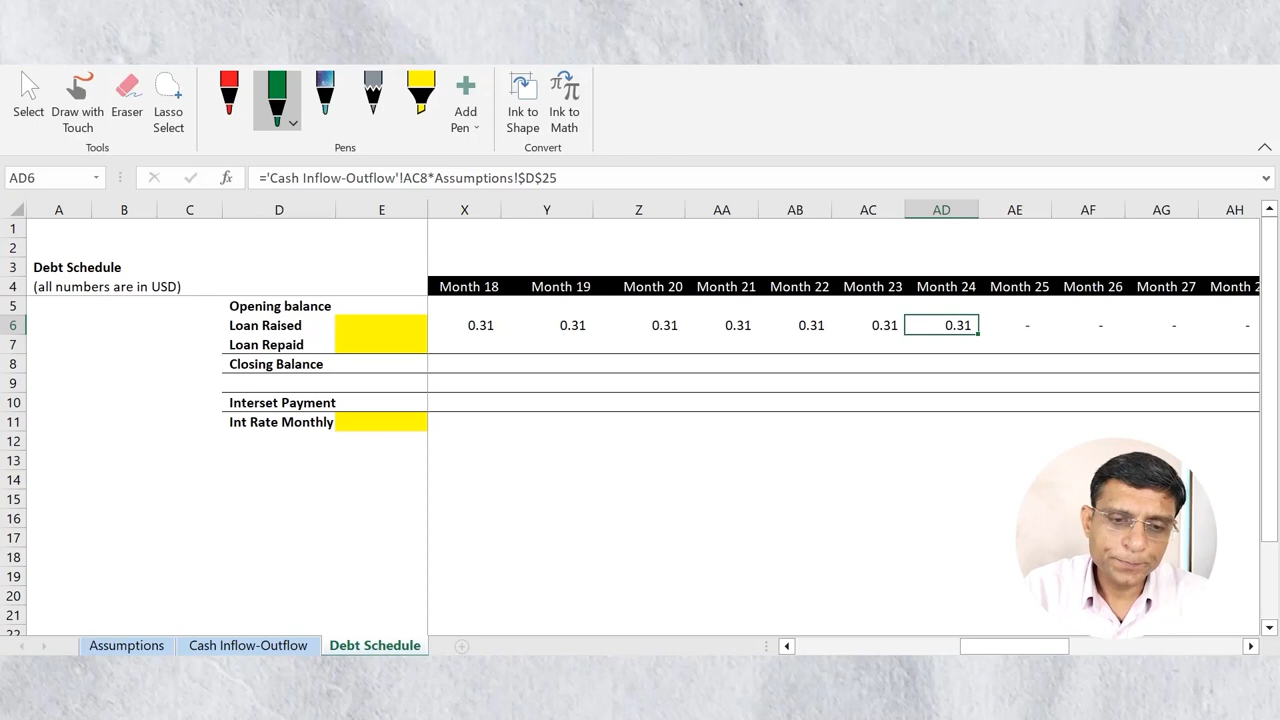 Select Draw with Touch Eraser Lasso Select Add Pen Ink to Shape Ink to Math
Tools Pens Convert
AD6 fx ='Cash Inflow-Outflow'!AC8*Assumptions!$D$25
A B C D E X Y Z AA AB AC AD AE AF AG AH
1
2
3 Debt Schedule
4 (all numbers are in USD) Month 18 Month 19 Month 20 Month 21 Month 22 Month 23 Month 24 Month 25 Month 26 Month 27 Month 2
5 Opening balance
6 Loan Raised 0.31 0.31 0.31 0.31 0.31 0.31 0.31 - - - -
7 Loan Repaid
8 Closing Balance
9
10 Interset Payment
11 Int Rate Monthly
12
13
14
15
16
17
18
19
20
21
22
Assumptions Cash Inflow-Outflow Debt Schedule